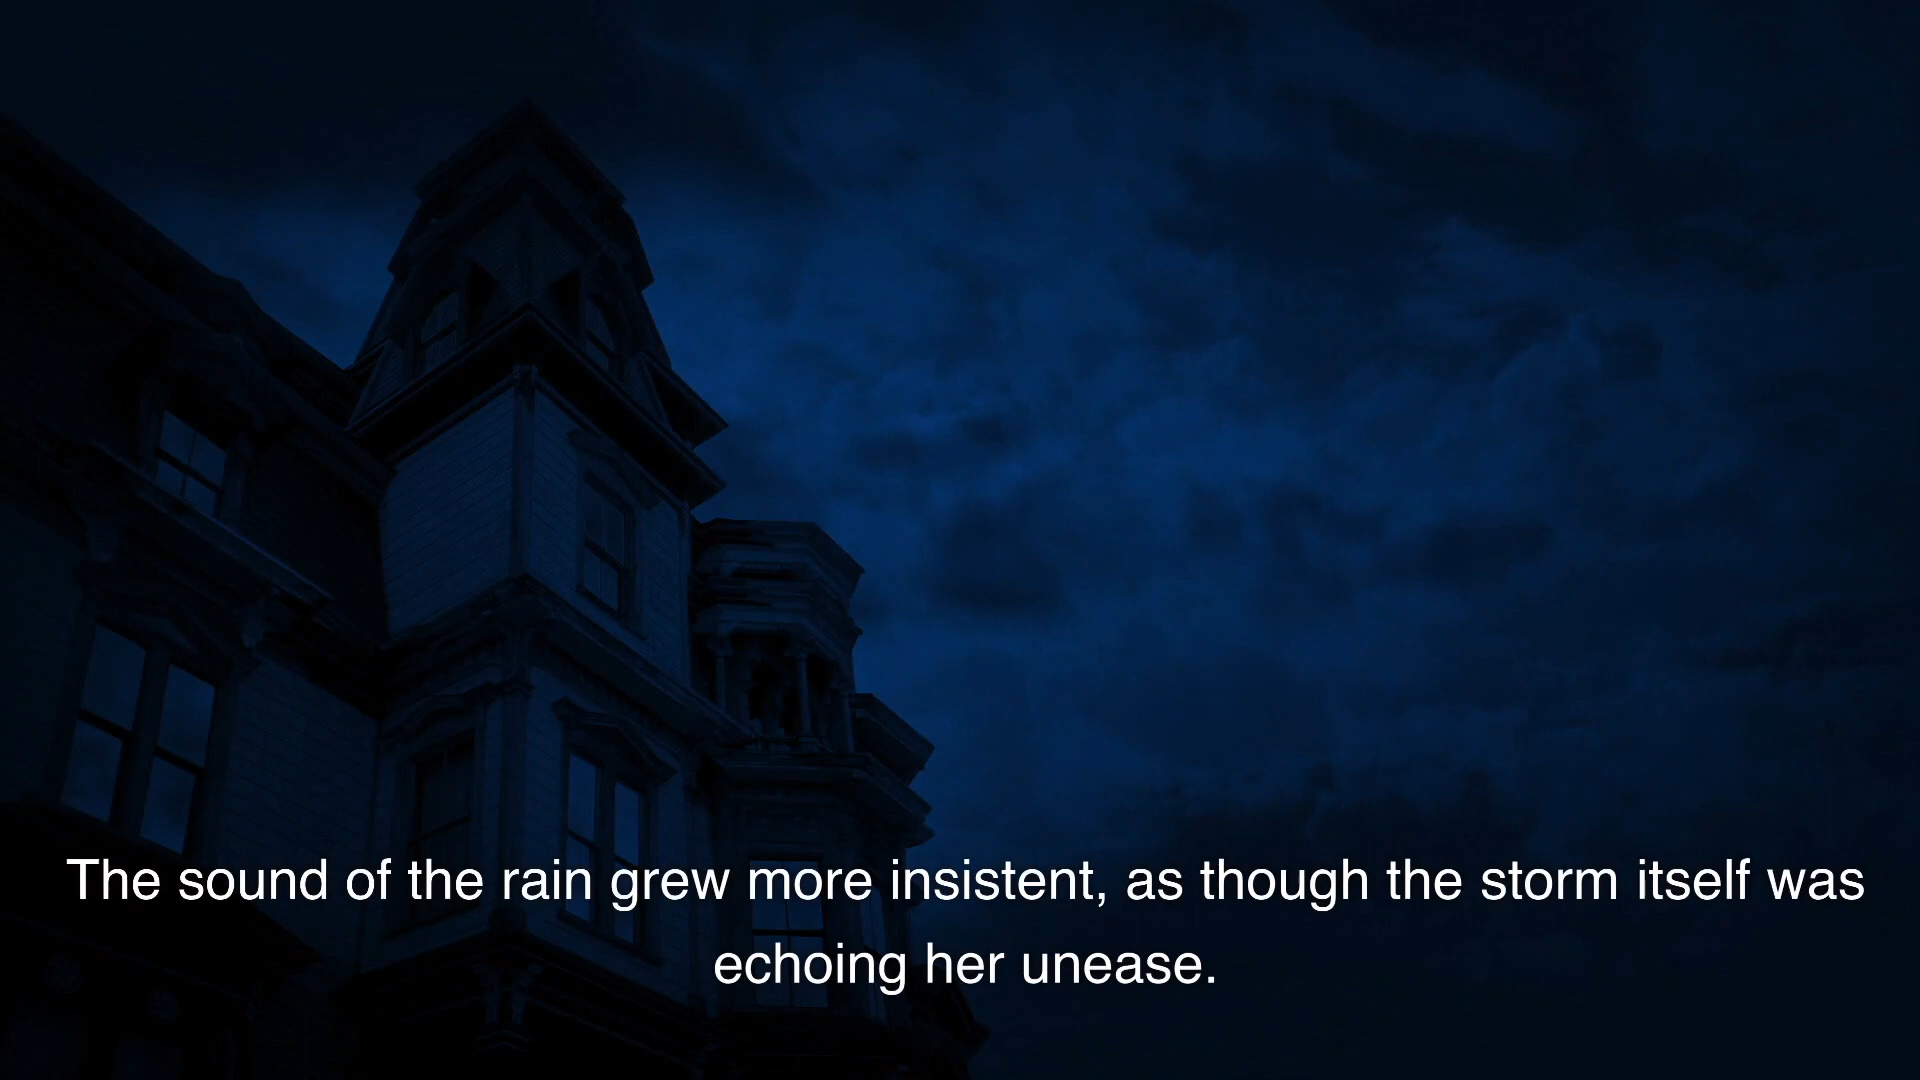 The sound of the rain grew more insistent, as though the storm itself was
echoing her unease.